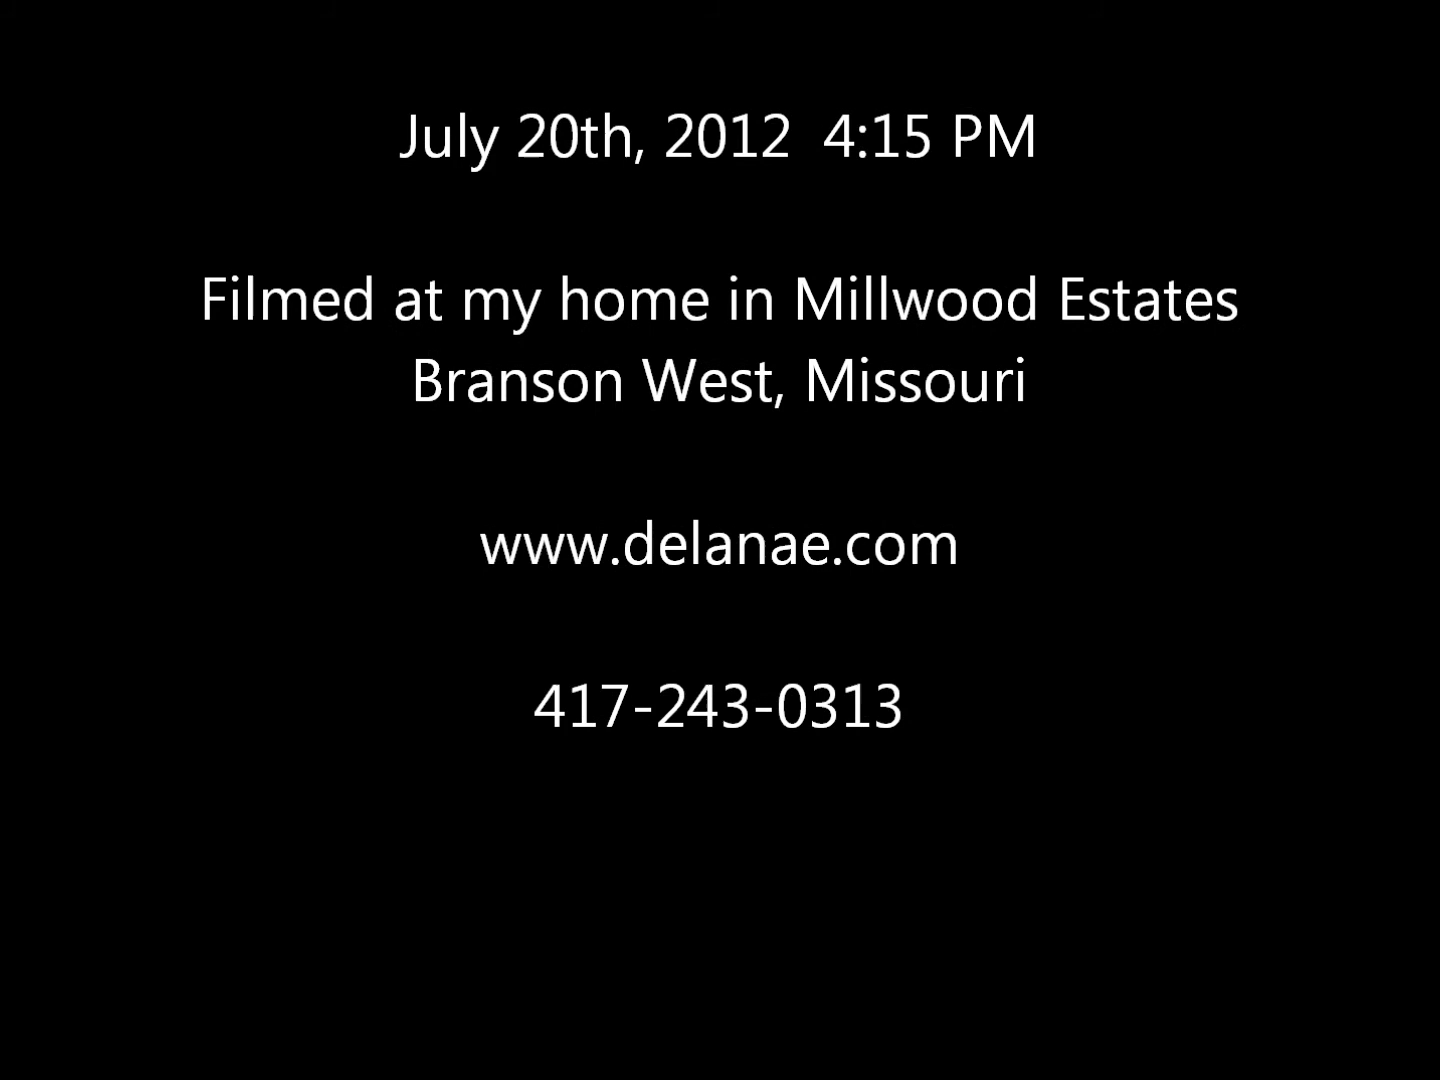 July 20th, 2012  4:15 PM
Filmed at my home in Millwood Estates
Branson West, Missouri
www.delanae.com
417-243-0313